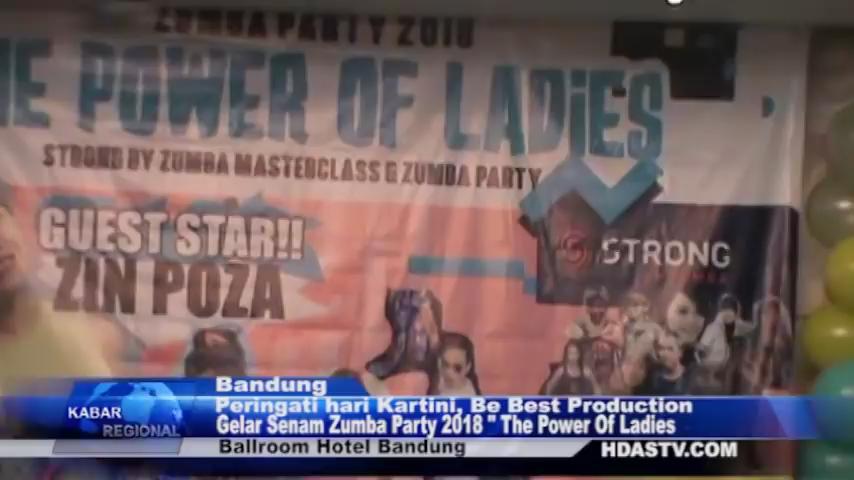 ZUMBA PARTY 2018
HE POWER OF LADiES
STRONG BY ZUMBA MASTERCLASS & ZUMBA PARTY
GUEST STAR!!
ZIN POZA
STRONG
Bandung
KABAR
REGIONAL
Peringati hari Kartini, Be Best Production
Gelar Senam Zumba Party 2018 " The Power Of Ladies
Ballroom Hotel Bandung
HDASTV.COM